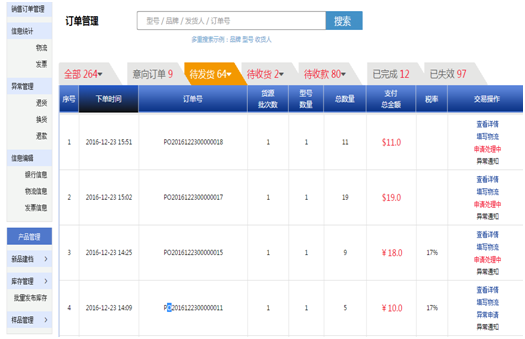 销售订单管理
信息统计
物流
发票
异常管理
退货
换货
退款
信息编辑
银行信息
物流信息
发票信息
产品管理
新品建档
库存管理
批量发布库存
样品管理
订单管理
型号 / 品牌 / 发货人 / 订单号
搜索
多重搜索示例：品牌 型号 收货人
全部 264
意向订单 9
待发货 64
待收货 2
待收款 80
已完成 12
已失效 97
序号 下单时间 订单号 货源批次数 型号数量 总数量 支付总金额 税率 交易操作
1 2016-12-23 15:51 PO2016122300000018 1 1 11 $11.0
查看详情
填写物流
申请处理中
异常通知
2 2016-12-23 15:02 PO2016122300000017 1 1 19 $19.0
查看详情
填写物流
申请处理中
异常通知
3 2016-12-23 14:25 PO2016122300000015 1 1 9 ¥ 18.0 17%
查看详情
填写物流
申请处理中
异常通知
4 2016-12-23 14:09 PO2016122300000011 1 1 5 ¥ 10.0 17%
查看详情
填写物流
异常申请
异常通知